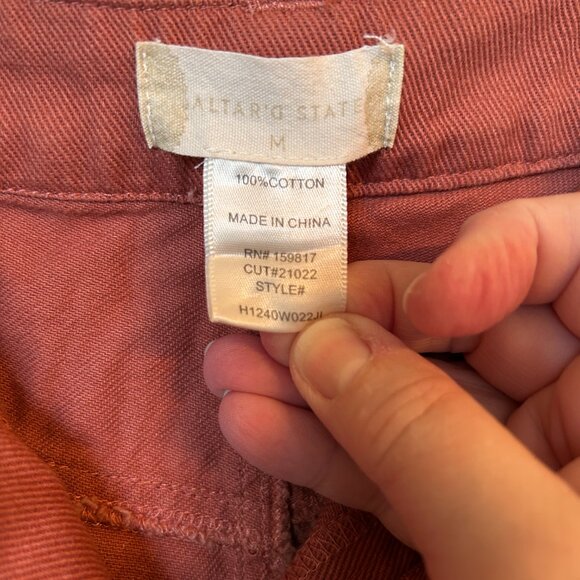 ALTAR'D STATE
M
100%COTTON
MADE IN CHINA
RN# 159817
CUT#21022
STYLE#
H1240W022JL